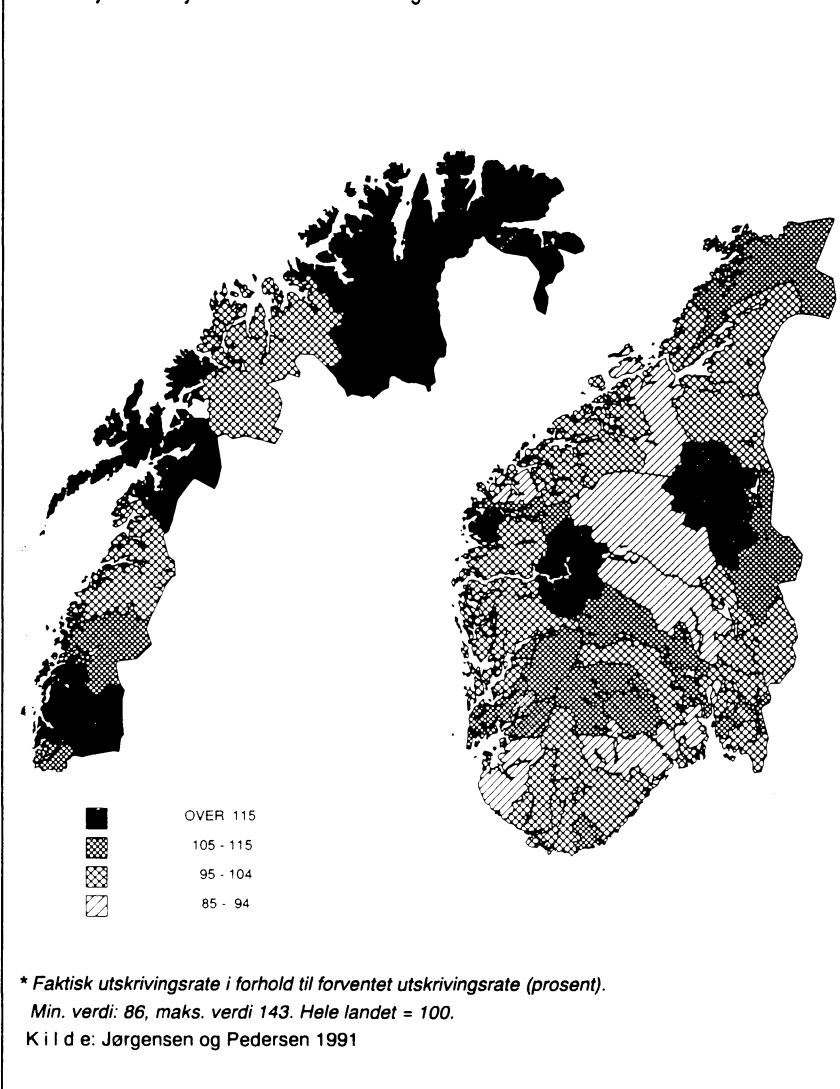 OVER 115
105 - 115
95 - 104
85 - 94
* Faktisk utskrivingsrate i forhold til forventet utskrivingsrate (prosent).
Min. verdi: 86, maks. verdi 143. Hele landet = 100.
K i l d e: Jørgensen og Pedersen 1991